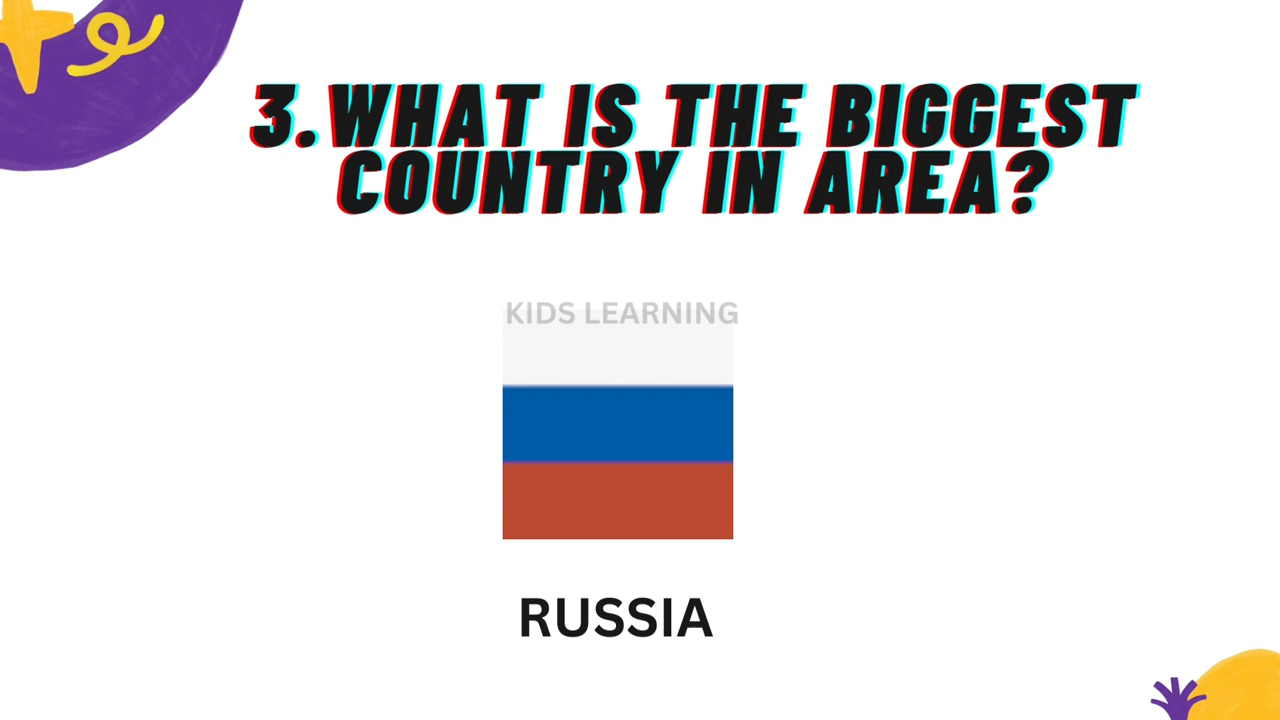 3.WHAT IS THE BIGGEST
COUNTRY IN AREA?
KIDS LEARNING
RUSSIA